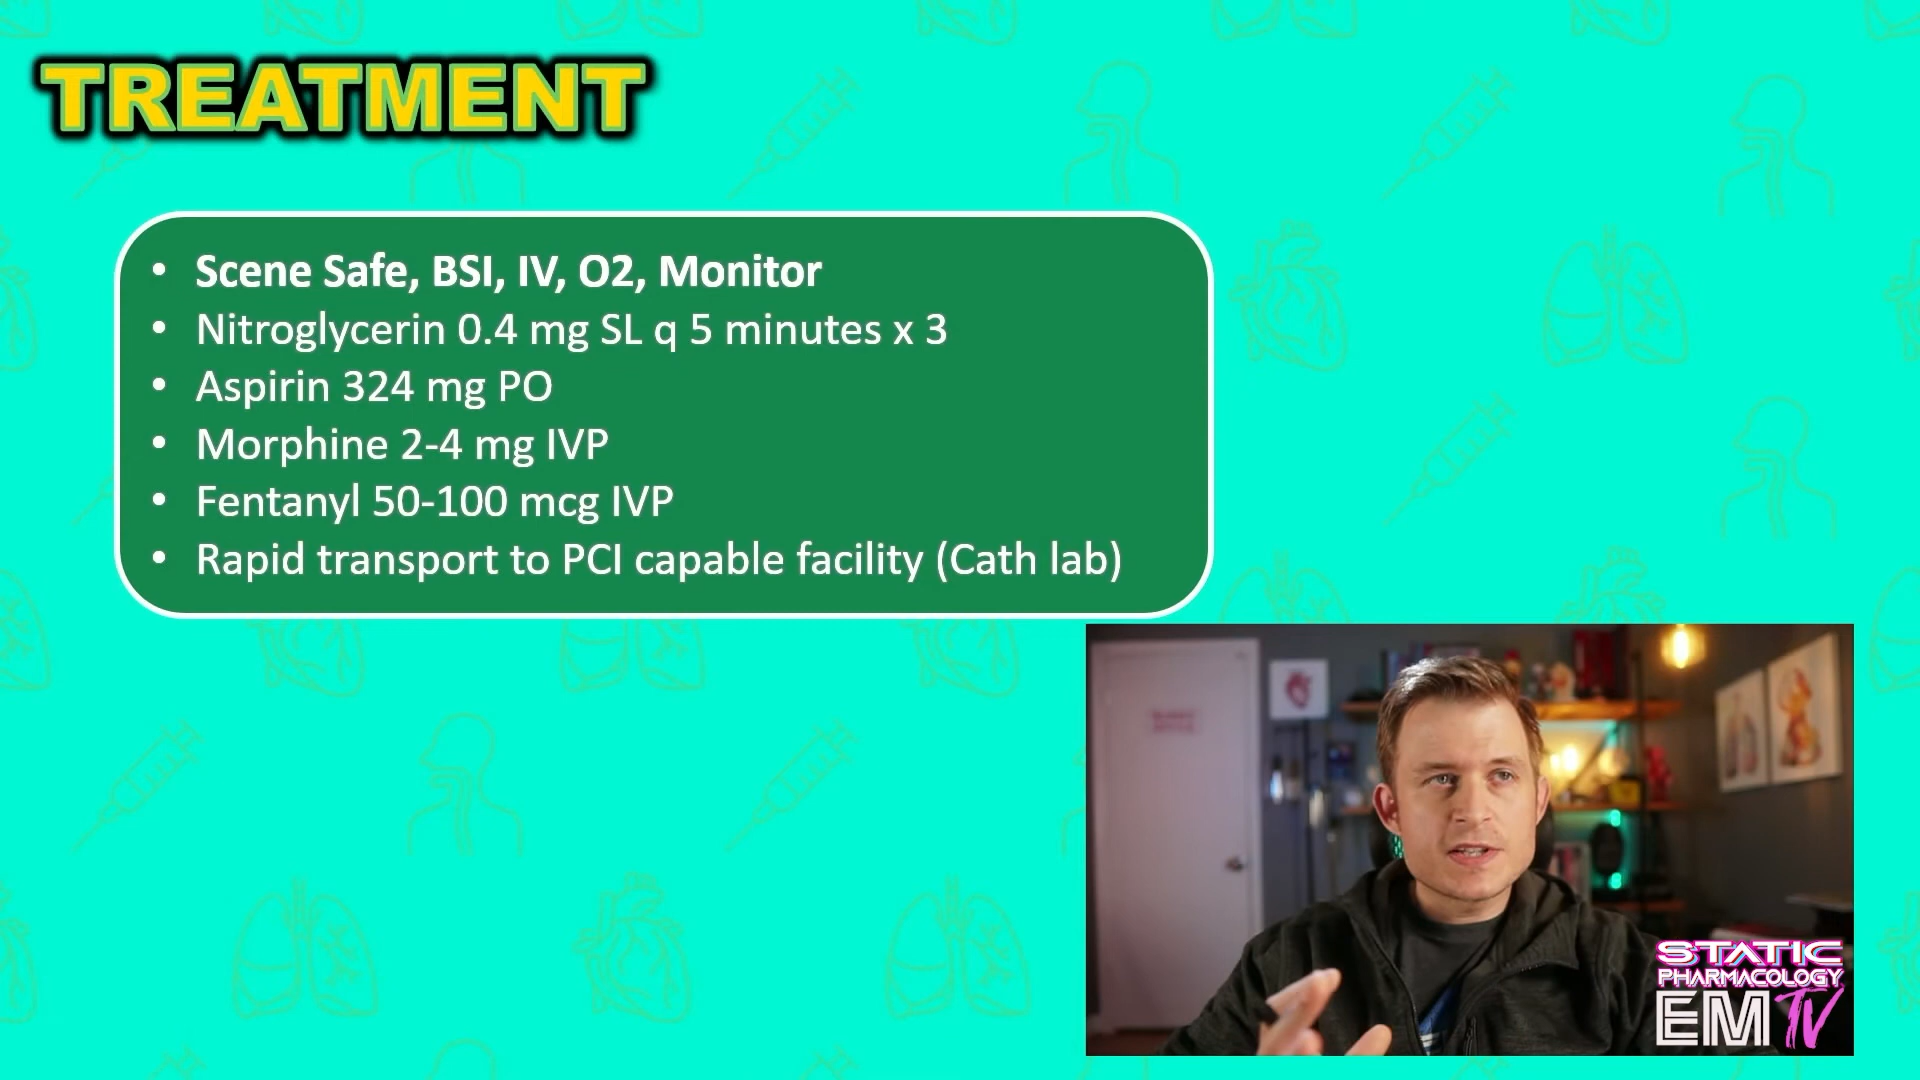 TREATMENT
• Scene Safe, BSI, IV, O2, Monitor
• Nitroglycerin 0.4 mg SL q 5 minutes x 3
• Aspirin 324 mg PO
• Morphine 2-4 mg IVP
• Fentanyl 50-100 mcg IVP
• Rapid transport to PCI capable facility (Cath lab)
STATIC
PHARMACOLOGY
EMTV